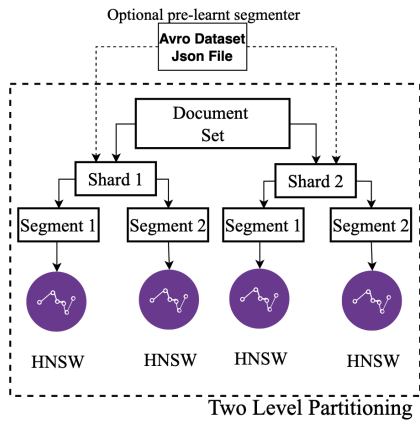 Optional pre-learnt segmenter
Avro Dataset
Json File
Document
Set
Shard 1
Shard 2
Segment 1
Segment 2
Segment 1
Segment 2
HNSW
HNSW
HNSW
HNSW
Two Level Partitioning